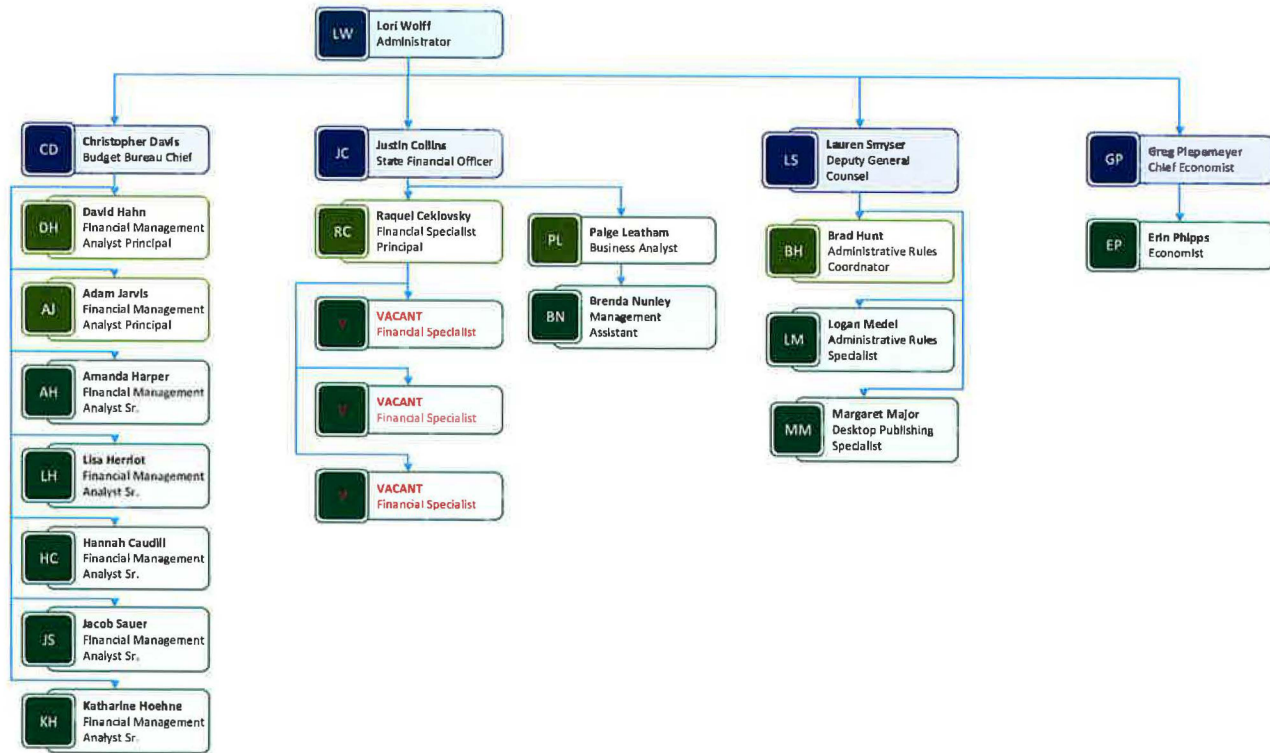 LW
Lori Wolff
Administrator
CD
Christopher Davis
Budget Bureau Chief
DH
David Hahn
Financial Management
Analyst Principal
AJ
Adam Jarvis
Financial Management
Analyst Principal
AH
Amanda Harper
Financial Management
Analyst Sr.
LH
Lisa Herriot
Financial Management
Analyst Sr.
HC
Hannah Caudill
Financial Management
Analyst Sr.
JS
Jacob Sauer
Financial Management
Analyst Sr.
KH
Katharine Hoehne
Financial Management
Analyst Sr.
JC
Justin Collins
State Financial Officer
RC
Raquel Ceklovsky
Financial Specialist
Principal
V
VACANT
Financial Specialist
V
VACANT
Financial Specialist
V
VACANT
Financial Specialist
PL
Paige Leatham
Business Analyst
BN
Brenda Nunley
Management
Assistant
LS
Lauren Smyser
Deputy General
Counsel
BH
Brad Hunt
Administrative Rules
Coordnator
LM
Logan Medel
Administrative Rules
Specialist
MM
Margaret Major
Desktop Publishing
Specialist
GP
Greg Piepemeyer
Chief Economist
EP
Erin Phipps
Economist